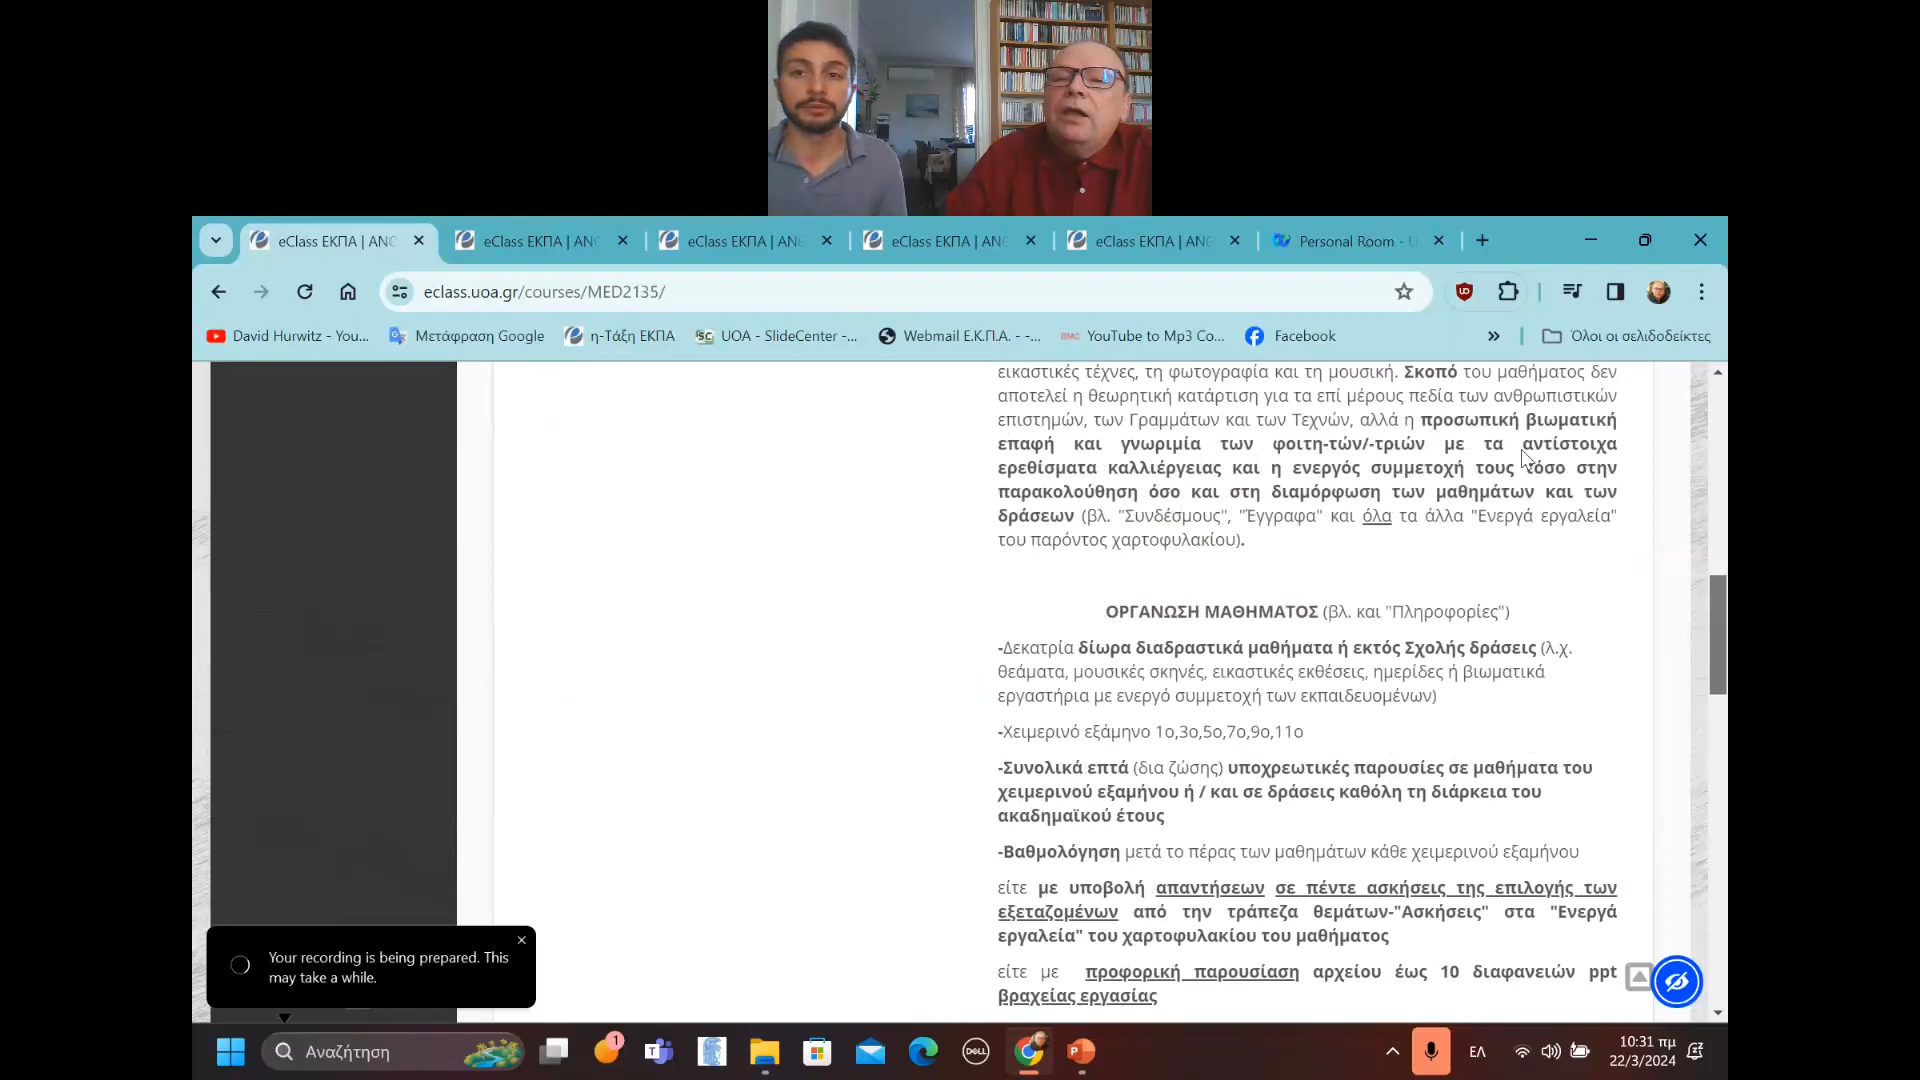 eClass ΕΚΠΑ | ΑΝΘ
eClass ΕΚΠΑ | ΑΝΘ
eClass ΕΚΠΑ | ΑΝΘ
eClass ΕΚΠΑ | ΑΝΘ
eClass ΕΚΠΑ | ΑΝΘ
Personal Room - U
eclass.uoa.gr/courses/MED2135/
David Hurwitz - You...
Μετάφραση Google
η-Τάξη ΕΚΠΑ
UOA - SlideCenter -...
Webmail Ε.Κ.Π.Α. - -...
YouTube to Mp3 Co...
Facebook
»
Όλοι οι σελιδοδείκτες
εικαστικές τέχνες, τη φωτογραφία και τη μουσική. Σκοπό του μαθήματος δεν
αποτελεί η θεωρητική κατάρτιση για τα επί μέρους πεδία των ανθρωπιστικών
επιστημών, των Γραμμάτων και των Τεχνών, αλλά η προσωπική βιωματική
επαφή και γνωριμία των φοιτη-τών/-τριών με τα αντίστοιχα
ερεθίσματα καλλιέργειας και η ενεργός συμμετοχή τους τόσο στην
παρακολούθηση όσο και στη διαμόρφωση των μαθημάτων και των
δράσεων (βλ. "Συνδέσμους", "Έγγραφα" και όλα τα άλλα "Ενεργά εργαλεία"
του παρόντος χαρτοφυλακίου).
ΟΡΓΑΝΩΣΗ ΜΑΘΗΜΑΤΟΣ (βλ. και "Πληροφορίες")
-Δεκατρία δίωρα διαδραστικά μαθήματα ή εκτός Σχολής δράσεις (λ.χ.
θεάματα, μουσικές σκηνές, εικαστικές εκθέσεις, ημερίδες ή βιωματικά
εργαστήρια με ενεργό συμμετοχή των εκπαιδευομένων)
-Χειμερινό εξάμηνο 1ο,3ο,5ο,7ο,9ο,11ο
-Συνολικά επτά (δια ζώσης) υποχρεωτικές παρουσίες σε μαθήματα του
χειμερινού εξαμήνου ή / και σε δράσεις καθόλη τη διάρκεια του
ακαδημαϊκού έτους
-Βαθμολόγηση μετά το πέρας των μαθημάτων κάθε χειμερινού εξαμήνου
είτε με υποβολή απαντήσεων σε πέντε ασκήσεις της επιλογής των
εξεταζομένων από την τράπεζα θεμάτων-"Ασκήσεις" στα "Ενεργά
εργαλεία" του χαρτοφυλακίου του μαθήματος
είτε με προφορική παρουσίαση αρχείου έως 10 διαφανειών ppt
βραχείας εργασίας
Your recording is being prepared. This
may take a while.
Αναζήτηση
1
DELL
ΕΛ
10:31 πμ
22/3/2024